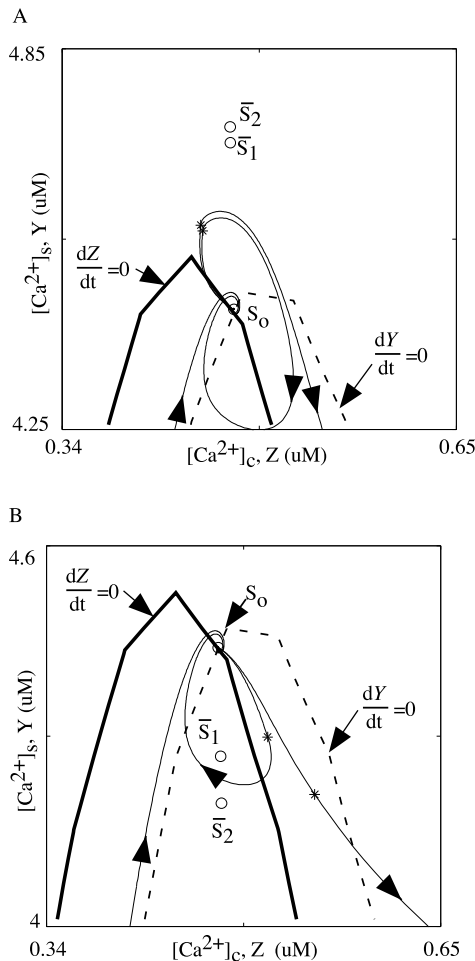 A
4.85
S̅2
S̅1
[Ca2+]s, Y (uM)
dZ/dt=0
So
dY/dt=0
4.25
0.34
[Ca2+]c, Z (uM)
0.65
B
4.6
dZ/dt=0
So
[Ca2+]s, Y (uM)
dY/dt=0
S̅1
S̅2
4
0.34
[Ca2+]c, Z (uM)
0.65